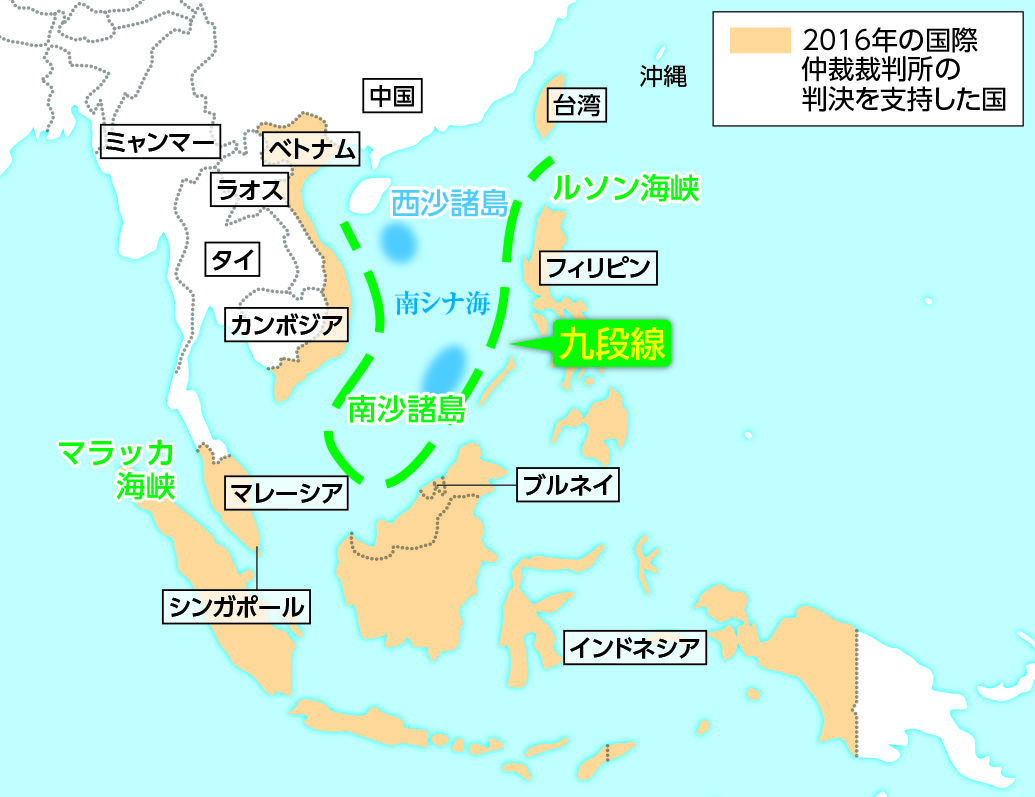 2016年の国際
仲裁裁判所の
判決を支持した国
沖縄
中国
台湾
ミャンマー
ベトナム
ラオス
西沙諸島
ルソン海峡
タイ
フィリピン
南シナ海
カンボジア
九段線
南沙諸島
マラッカ
海峡
マレーシア
ブルネイ
シンガポール
インドネシア